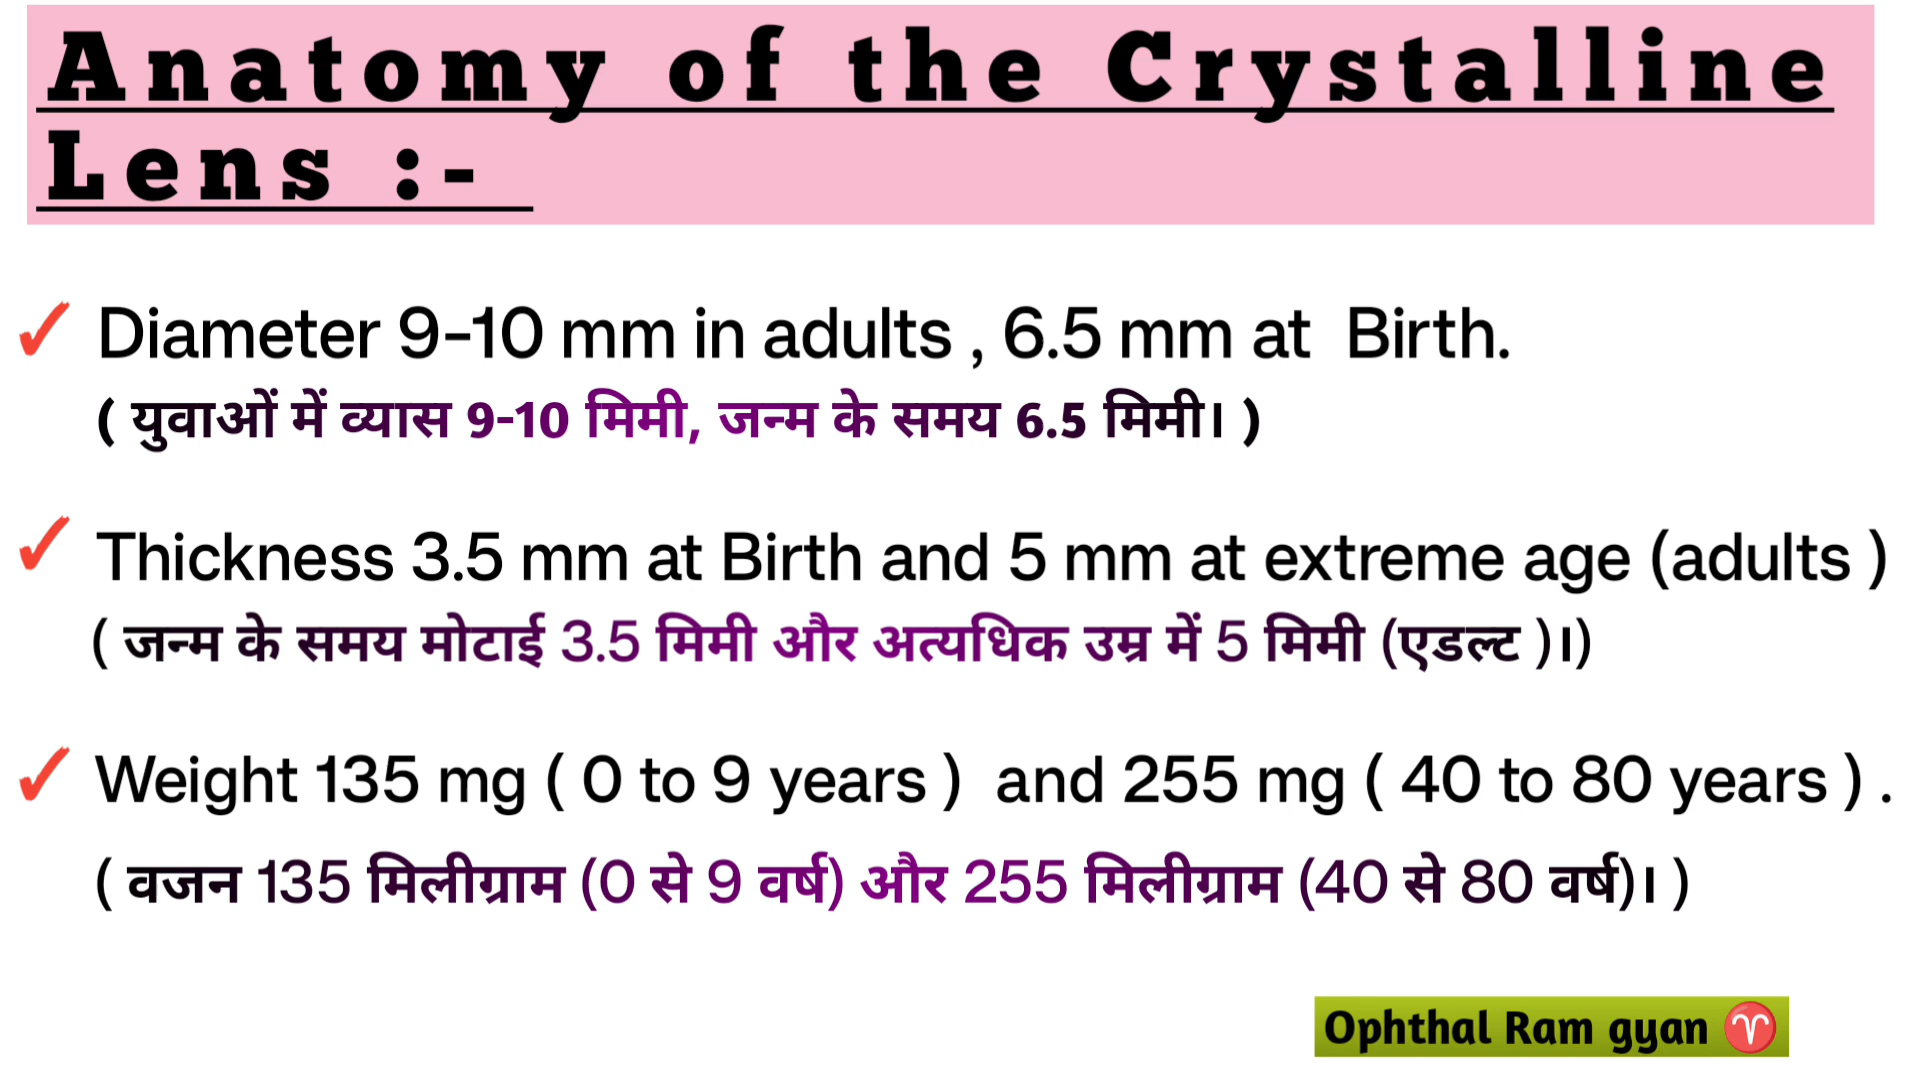 Anatomy of the Crystalline
Lens :-
✓ Diameter 9-10 mm in adults , 6.5 mm at Birth.
( युवाओं में व्यास 9-10 मिमी, जन्म के समय 6.5 मिमी। )
✓ Thickness 3.5 mm at Birth and 5 mm at extreme age (adults )
( जन्म के समय मोटाई 3.5 मिमी और अत्यधिक उम्र में 5 मिमी (एडल्ट )।)
✓ Weight 135 mg ( 0 to 9 years ) and 255 mg ( 40 to 80 years ) .
( वजन 135 मिलीग्राम (0 से 9 वर्ष) और 255 मिलीग्राम (40 से 80 वर्ष)। )
Ophthal Ram gyan ♈